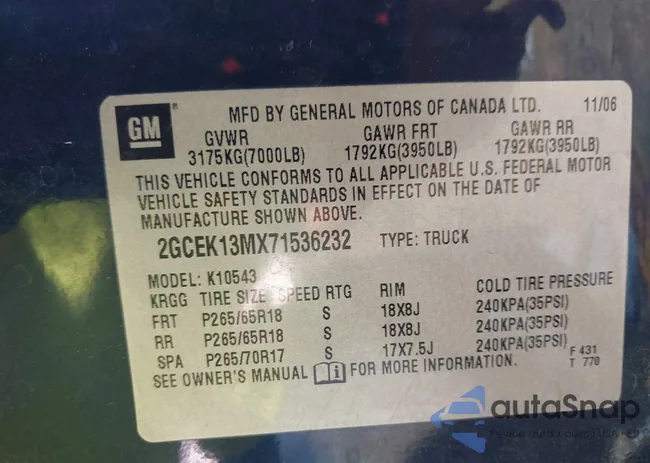 GM ® MFD BY GENERAL MOTORS OF CANADA LTD. 11/06
GVWR GAWR FRT GAWR RR
3175KG(7000LB) 1792KG(3950LB) 1792KG(3950LB)
THIS VEHICLE CONFORMS TO ALL APPLICABLE U.S. FEDERAL MOTOR
VEHICLE SAFETY STANDARDS IN EFFECT ON THE DATE OF
MANUFACTURE SHOWN ABOVE.
2GCEK13MX71536232 TYPE: TRUCK
MODEL: K10543
KRGG TIRE SIZE SPEED RTG RIM COLD TIRE PRESSURE
FRT P265/65R18 S 18X8J 240KPA(35PSI)
RR P265/65R18 S 18X8J 240KPA(35PSI)
SPA P265/70R17 S 17X7.5J 240KPA(35PSI)
SEE OWNER'S MANUAL FOR MORE INFORMATION. F 431
T 770
autaSnap